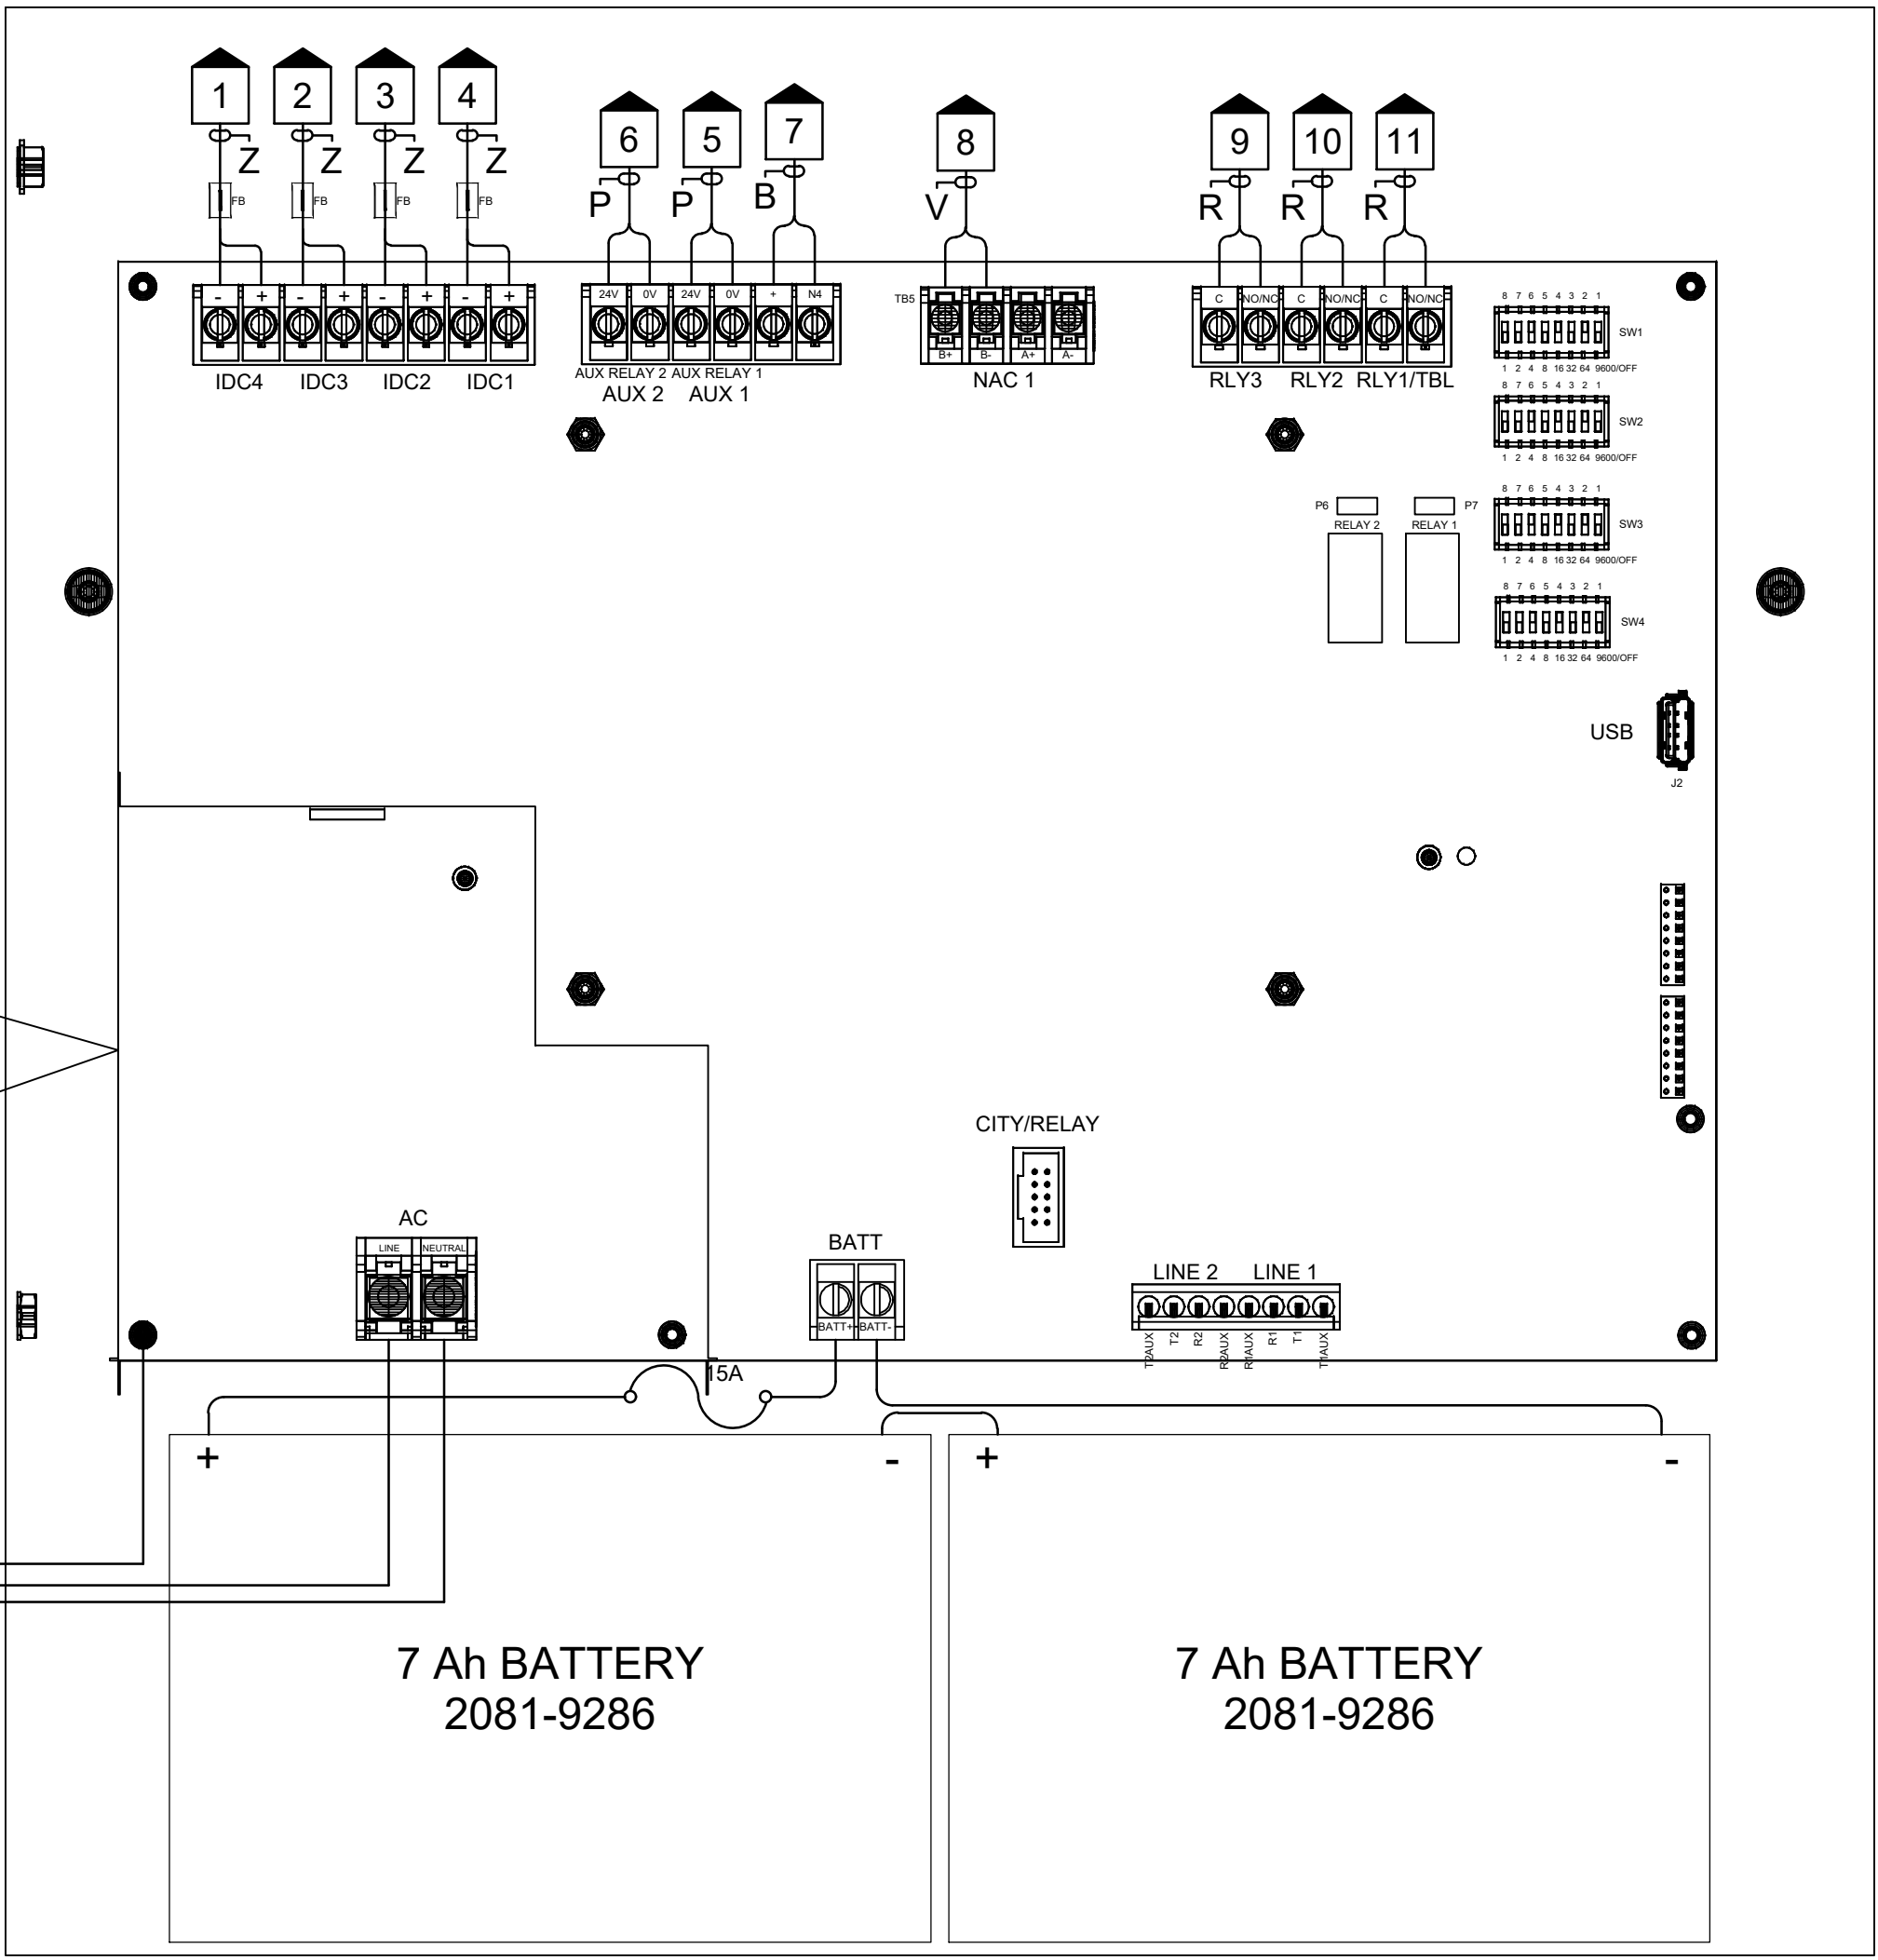 1 2 3 4
6 5 7
8
9 10 11
Z Z Z Z
P P B
V
R R R
FB FB FB FB
- + - + - + - +
24V 0V 24V 0V + N4
TB5
C NO/NC C NO/NC C NO/NC
B+ B- A+ A-
IDC4 IDC3 IDC2 IDC1
AUX RELAY 2 AUX RELAY 1
AUX 2 AUX 1
NAC 1
RLY3 RLY2 RLY1/TBL
8 7 6 5 4 3 2 1
SW1
1 2 4 8 16 32 64 9600/OFF
8 7 6 5 4 3 2 1
SW2
1 2 4 8 16 32 64 9600/OFF
8 7 6 5 4 3 2 1
P6 P7
RELAY 2 RELAY 1
SW3
1 2 4 8 16 32 64 9600/OFF
8 7 6 5 4 3 2 1
SW4
1 2 4 8 16 32 64 9600/OFF
USB
J2
CITY/RELAY
AC
LINE NEUTRAL
BATT
BATT+ BATT-
LINE 2 LINE 1
T2AUX T2 R2 R2AUX R1AUX R1 T1 T1AUX
15A
+ - + -
7 Ah BATTERY
2081-9286
7 Ah BATTERY
2081-9286